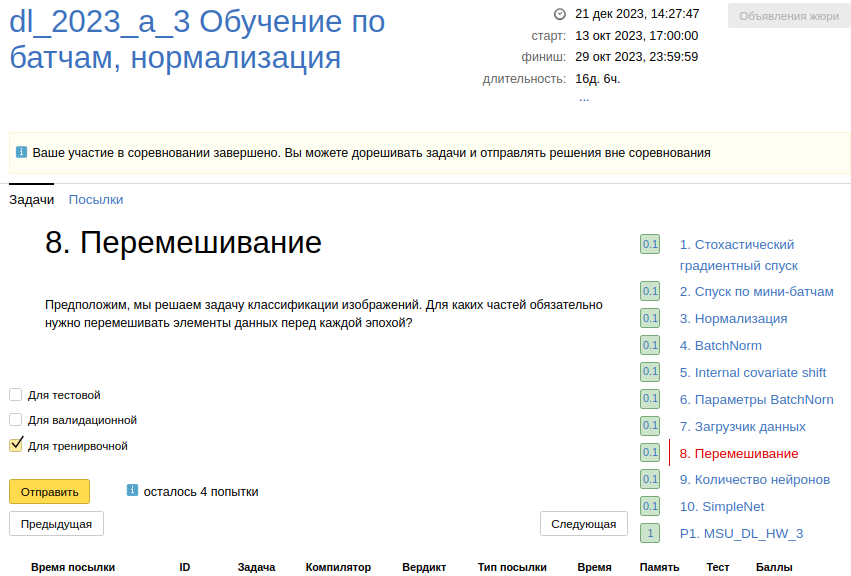 dl_2023_a_3 Обучение по
батчам, нормализация
21 дек 2023, 14:27:47
старт: 13 окт 2023, 17:00:00
финиш: 29 окт 2023, 23:59:59
длительность: 16д. 6ч.
...
Объявления жюри
Ваше участие в соревновании завершено. Вы можете дорешивать задачи и отправлять решения вне соревнования
Задачи Посылки
8. Перемешивание
Предположим, мы решаем задачу классификации изображений. Для каких частей обязательно
нужно перемешивать элементы данных перед каждой эпохой?
Для тестовой
Для валидационной
Для тренирвочной
Отправить
осталось 4 попытки
Предыдущая
Следующая
0.1 1. Стохастический
градиентный спуск
0.1 2. Спуск по мини-батчам
0.1 3. Нормализация
0.1 4. BatchNorm
0.1 5. Internal covariate shift
0.1 6. Параметры BatchNorn
0.1 7. Загрузчик данных
0.1 8. Перемешивание
0.1 9. Количество нейронов
0.1 10. SimpleNet
1 P1. MSU_DL_HW_3
Время посылки ID Задача Компилятор Вердикт Тип посылки Время Память Тест Баллы